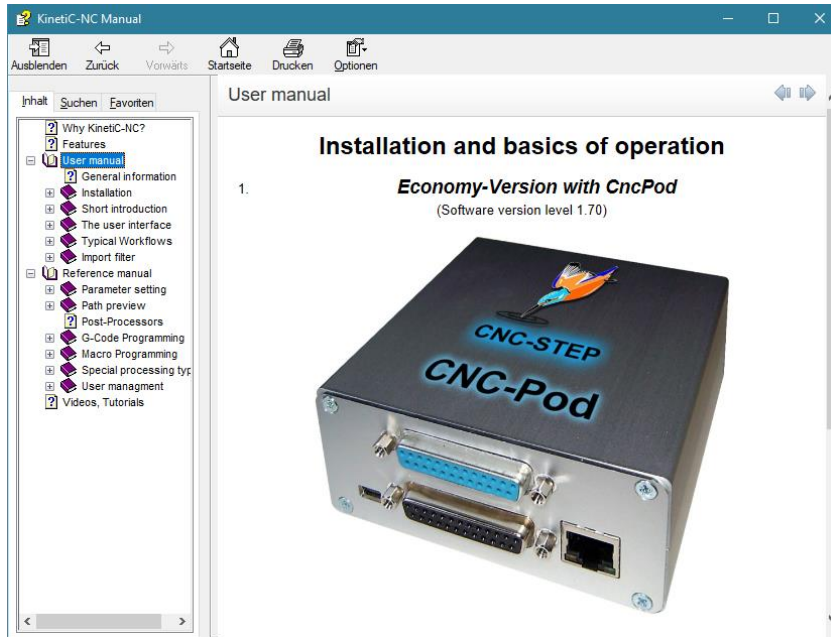 KinetiC-NC Manual
Ausblenden Zurück Vorwärts Startseite Drucken Optionen
Inhalt Suchen Favoriten
Why KinetiC-NC?
Features
User manual
General information
Installation
Short introduction
The user interface
Typical Workflows
Import filter
Reference manual
Parameter setting
Path preview
Post-Processors
G-Code Programming
Macro Programming
Special processing typ
User managment
Videos, Tutorials
User manual
Installation and basics of operation
1. Economy-Version with CncPod
(Software version level 1.70)
CNC-STEP
CNC-Pod